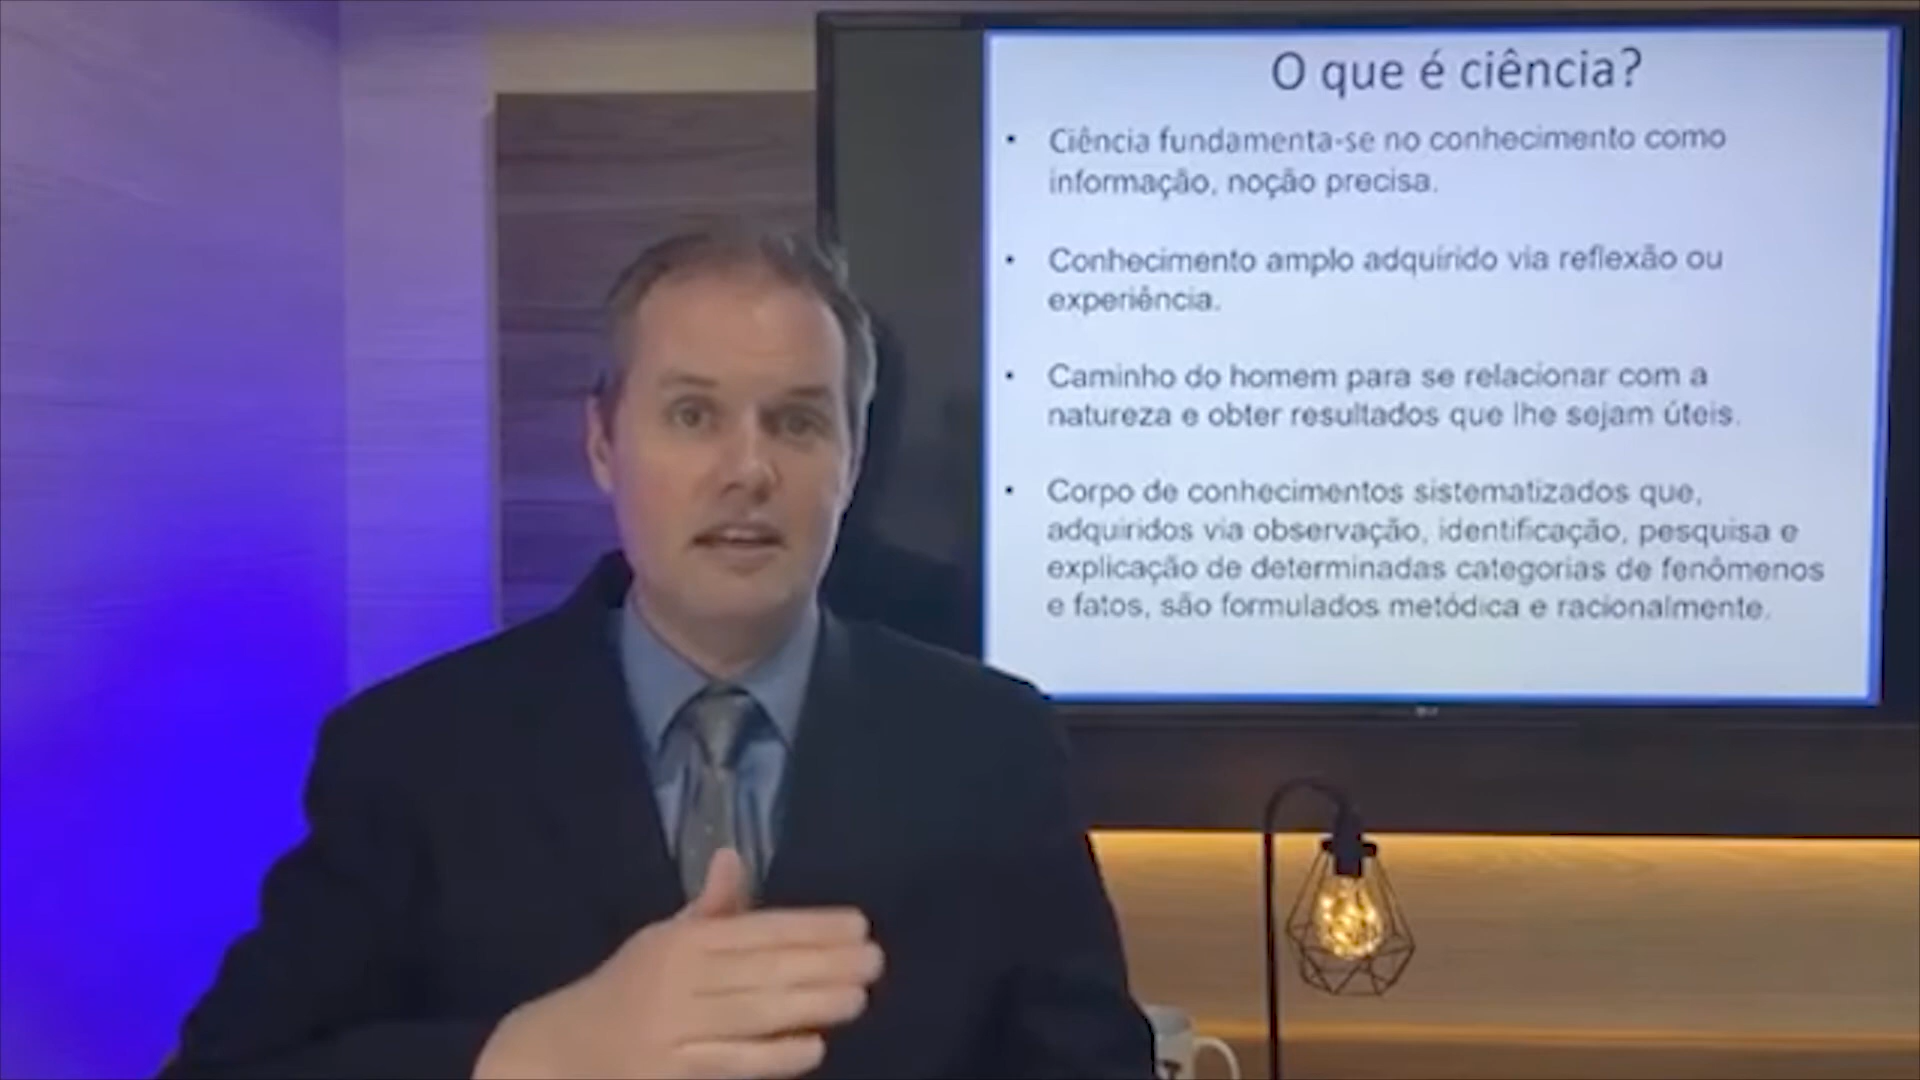 O que é ciência?
• Ciência fundamenta-se no conhecimento como
informação, noção precisa.
• Conhecimento amplo adquirido via reflexão ou
experiência.
• Caminho do homem para se relacionar com a
natureza e obter resultados que lhe sejam úteis.
• Corpo de conhecimentos sistematizados que,
adquiridos via observação, identificação, pesquisa e
explicação de determinadas categorias de fenômenos
e fatos, são formulados metódica e racionalmente.